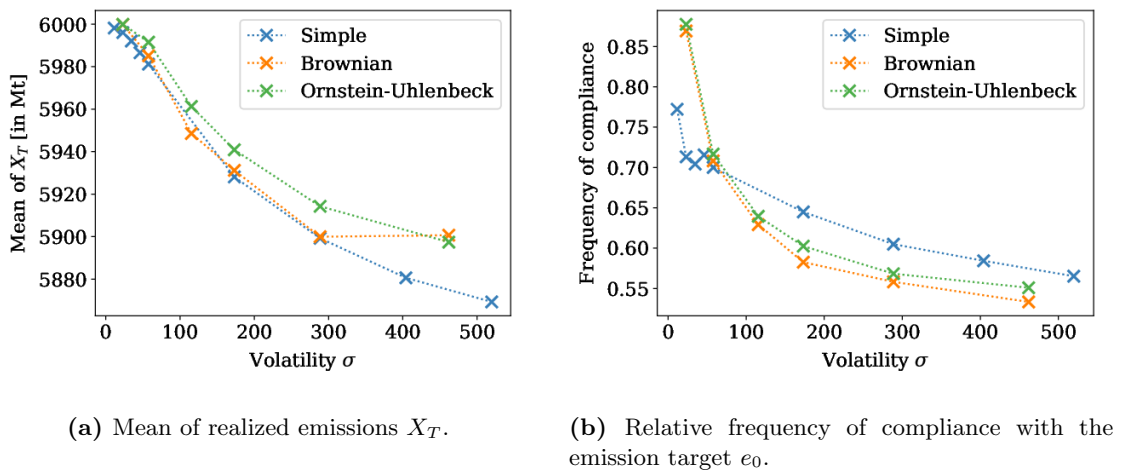 6000
5980
5960
5940
5920
5900
5880
Mean of X_T [in Mt]
Simple
Brownian
Ornstein-Uhlenbeck
0 100 200 300 400 500
Volatility σ
0.85
0.80
0.75
0.70
0.65
0.60
0.55
Frequency of compliance
Simple
Brownian
Ornstein-Uhlenbeck
0 100 200 300 400 500
Volatility σ
(a) Mean of realized emissions X_T.
(b) Relative frequency of compliance with the
emission target e_0.